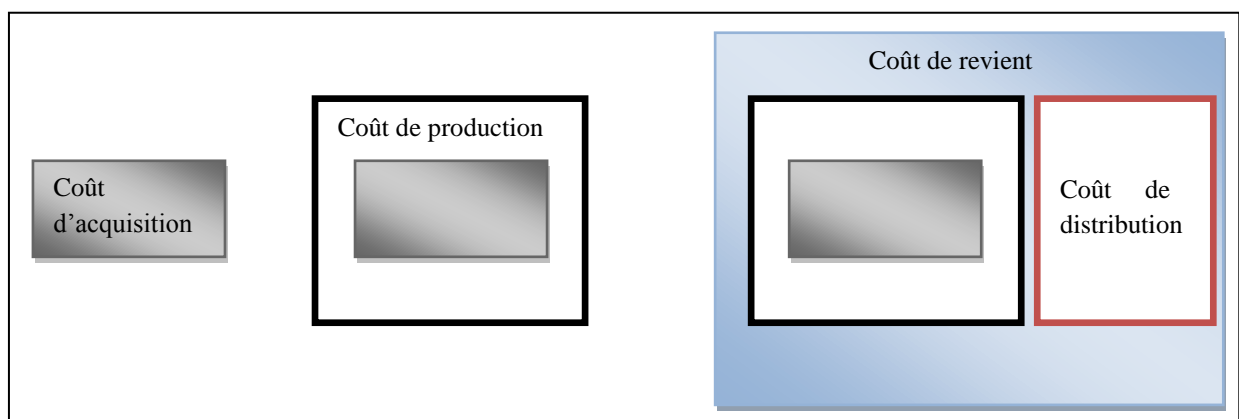 Coût de revient
Coût de production
Coût
d’acquisition
Coût de
distribution